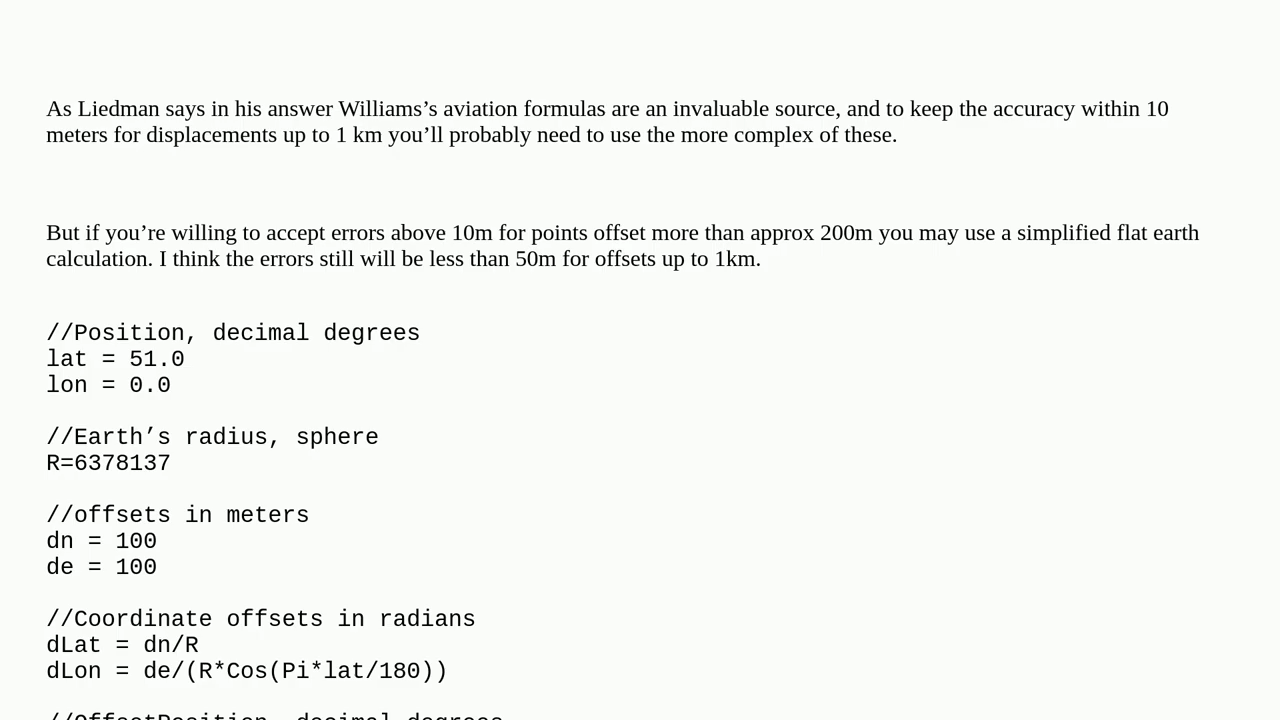 As Liedman says in his answer Williams’s aviation formulas are an invaluable source, and to keep the accuracy within 10
meters for displacements up to 1 km you’ll probably need to use the more complex of these.
But if you’re willing to accept errors above 10m for points offset more than approx 200m you may use a simplified flat earth
calculation. I think the errors still will be less than 50m for offsets up to 1km.
//Position, decimal degrees
lat = 51.0
lon = 0.0
//Earth’s radius, sphere
R=6378137
//offsets in meters
dn = 100
de = 100
//Coordinate offsets in radians
dLat = dn/R
dLon = de/(R*Cos(Pi*lat/180))
//OffsetPosition, decimal degrees